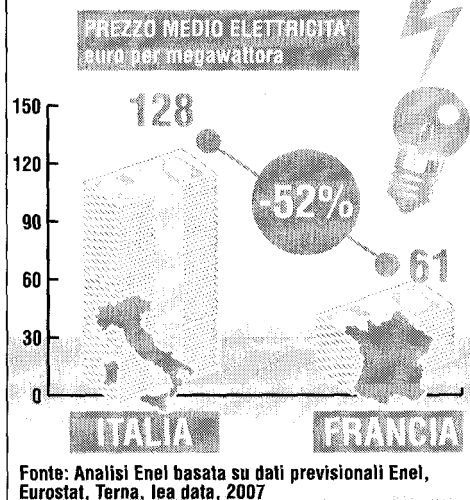 PREZZO MEDIO ELETTRICITA'
euro per megawattora
128
150
120
90
60
30
0
-52%
61
ITALIA
FRANCIA
Fonte: Analisi Enel basata su dati previsionali Enel,
Eurostat, Terna, Iea data, 2007